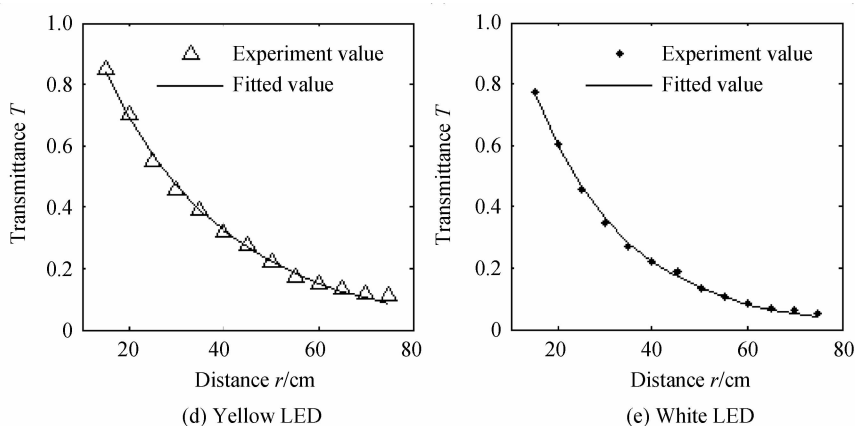 1.0
0.8
0.6
0.4
0.2
0
Transmittance T
Experiment value
Fitted value
20
40
60
80
Distance r/cm
(d) Yellow LED
1.0
0.8
0.6
0.4
0.2
0
Transmittance T
Experiment value
Fitted value
20
40
60
80
Distance r/cm
(e) White LED